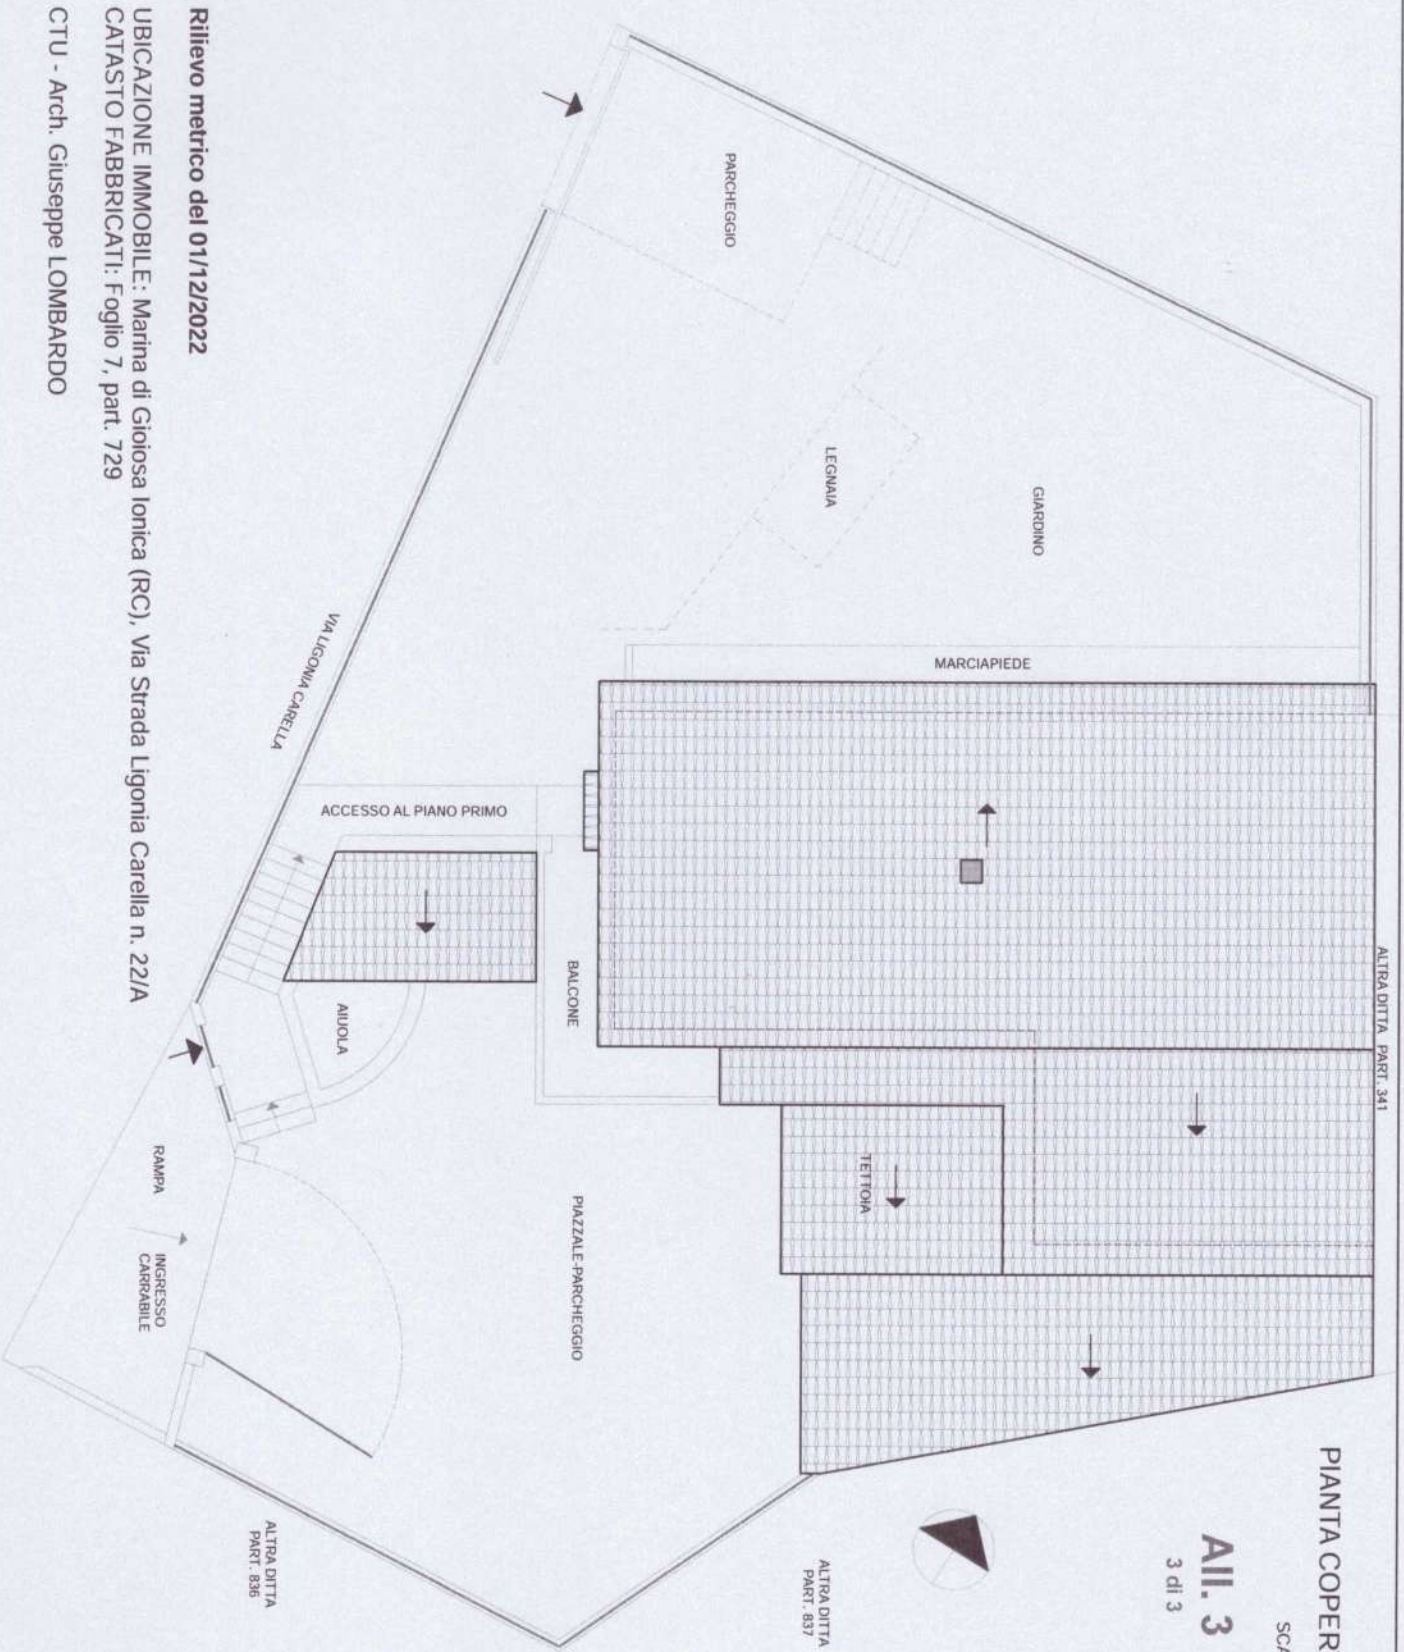 PIANTA COPER
SCA
All. 3
3 di 3
ALTRA DITTA PART. 341
PARCHEGGIO
GIARDINO
LEGNAIA
MARCIAPIEDE
VIA LIGONIA CARELLA
ACCESSO AL PIANO PRIMO
BALCONE
AIUOLA
TETTOIA
PIAZZALE-PARCHEGGIO
RAMPA
INGRESSO
CARRABILE
ALTRA DITTA
PART. 837
ALTRA DITTA
PART. 836
Rilievo metrico del 01/12/2022
UBICAZIONE IMMOBILE: Marina di Gioiosa Ionica (RC), Via Strada Ligonia Carella n. 22/A
CATASTO FABBRICATI: Foglio 7, part. 729
CTU - Arch. Giuseppe LOMBARDO